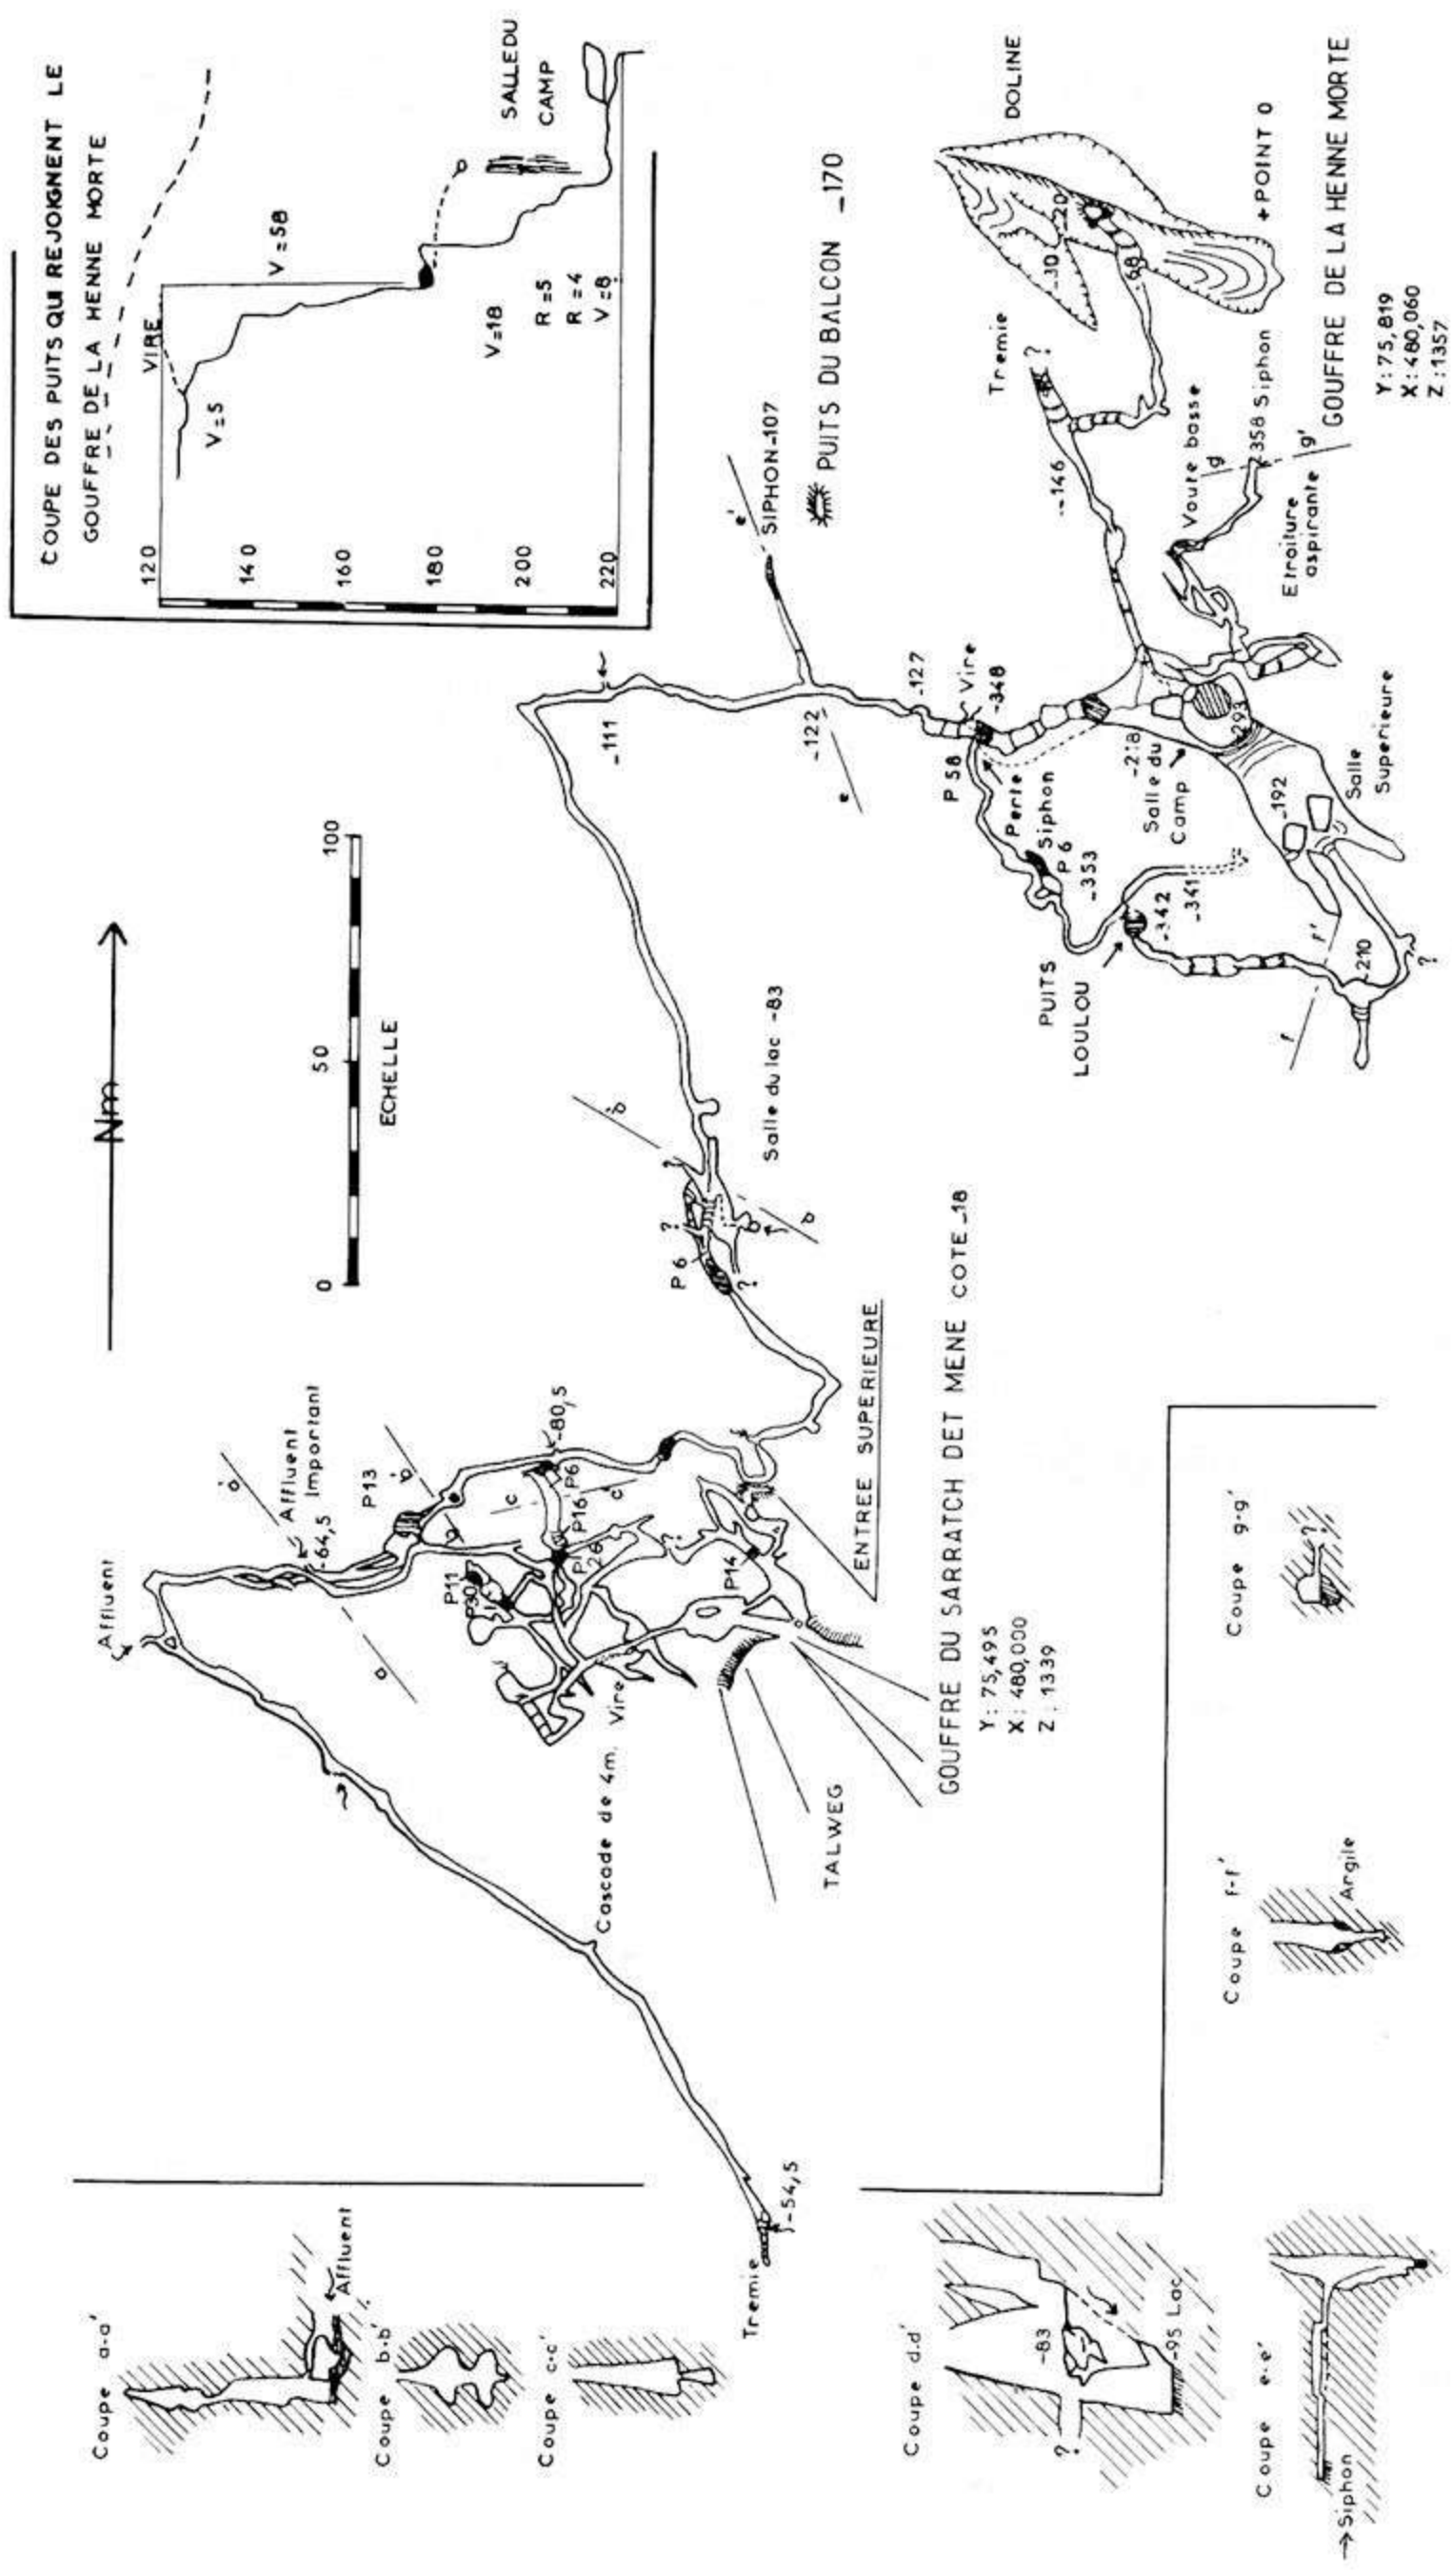 COUPE DES PUITS QUI REJOIGNENT LE
GOUFFRE DE LA HENNE MORTE
120
140
160
180
200
220
VIRE
V=5
V=58
V=18
R=5
R=4
V=8
SALLE DU
CAMP
Nm
0
50
100
ECHELLE
Affluent
Affluent
Important
-64,5
a
a'
P13
b
b'
-80,5
P6
c
c'
P16
P11
P30
P
26
P14
Vire
Cascade de 4m.
Tremie
-54,5
TALWEG
ENTREE SUPERIEURE
GOUFFRE DU SARRATCH DET MENE COTE -18
Y: 75,495
X: 480,000
Z: 1339
P6
?
?
?
?
Salle du lac -83
-111
-122
e
e'
SIPHON-107
-127
Vire
-348
P 58
Perte
Siphon
P 6
-353
-218
Salle du
Camp
-293
-192
Salle
Superieure
-342
-341
PUITS
LOULOU
f
f'
-210
?
PUITS DU BALCON -170
DOLINE
-30
-20
-68
Tremie
?
-146
Voute basse
g
g'
-358 Siphon
Etroiture
aspirante
+POINT 0
GOUFFRE DE LA HENNE MORTE
Y: 75,819
X: 480,060
Z: 1357
Coupe a-a'
Affluent
Coupe b-b'
Coupe c-c'
Coupe d-d'
-83
-95 Lac
?
Coupe e-e'
→Siphon
Coupe f-f'
Argile
Coupe g-g'
?